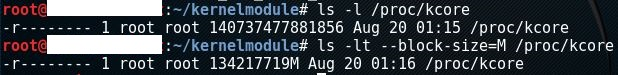 root@ :~/kernelmodule# ls -l /proc/kcore
-r-------- 1 root root 140737477881856 Aug 20 01:15 /proc/kcore
root@ :~/kernelmodule# ls -lt --block-size=M /proc/kcore
-r-------- 1 root root 134217719M Aug 20 01:16 /proc/kcore